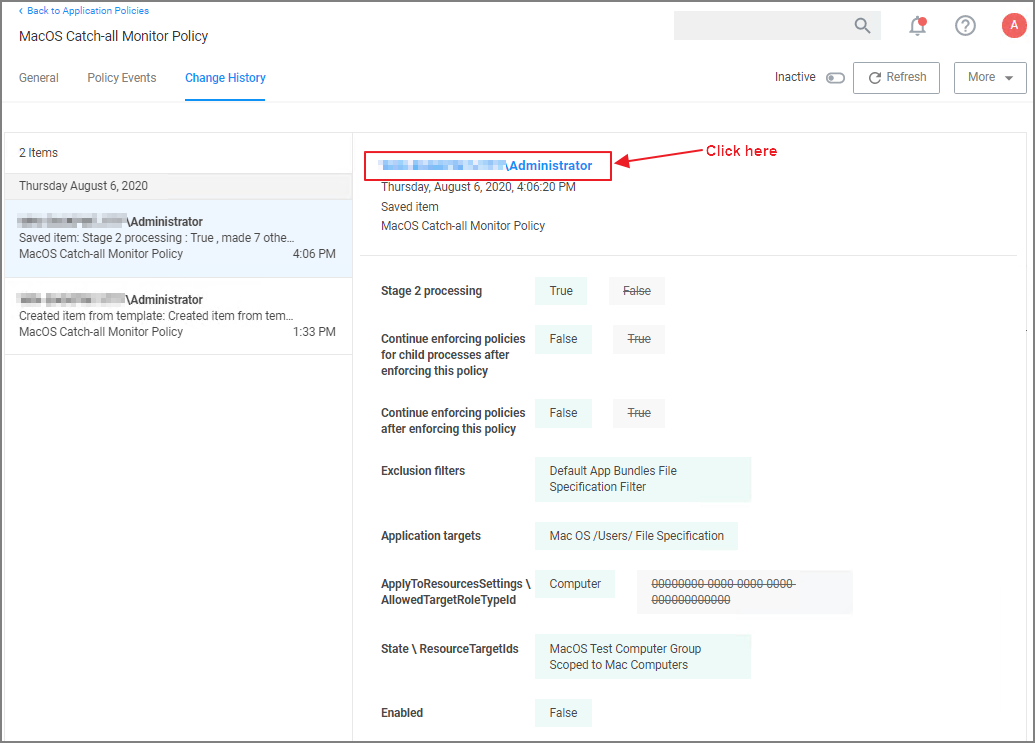 Back to Application Policies
MacOS Catch-all Monitor Policy
A
General
Policy Events
Change History
Inactive
Refresh
More
2 Items
Thursday August 6, 2020
\Administrator
Saved item: Stage 2 processing : True , made 7 othe...
MacOS Catch-all Monitor Policy
4:06 PM
\Administrator
Created item from template: Created item from tem...
MacOS Catch-all Monitor Policy
1:33 PM
\Administrator
Click here
Thursday, August 6, 2020, 4:06:20 PM
Saved item
MacOS Catch-all Monitor Policy
Stage 2 processing
True
False
Continue enforcing policies
for child processes after
enforcing this policy
False
True
Continue enforcing policies
after enforcing this policy
False
True
Exclusion filters
Default App Bundles File
Specification Filter
Application targets
Mac OS /Users/ File Specification
ApplyToResourcesSettings \
AllowedTargetRoleTypeId
Computer
00000000-0000-0000-0000-
000000000000
State \ ResourceTargetIds
MacOS Test Computer Group
Scoped to Mac Computers
Enabled
False